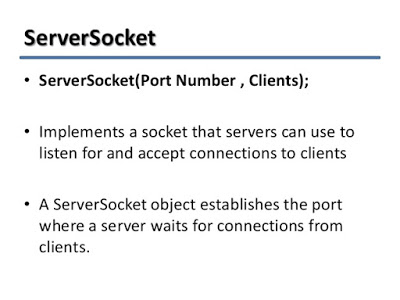 ServerSocket
• ServerSocket(Port Number , Clients);
• Implements a socket that servers can use to
listen for and accept connections to clients
• A ServerSocket object establishes the port
where a server waits for connections from
clients.